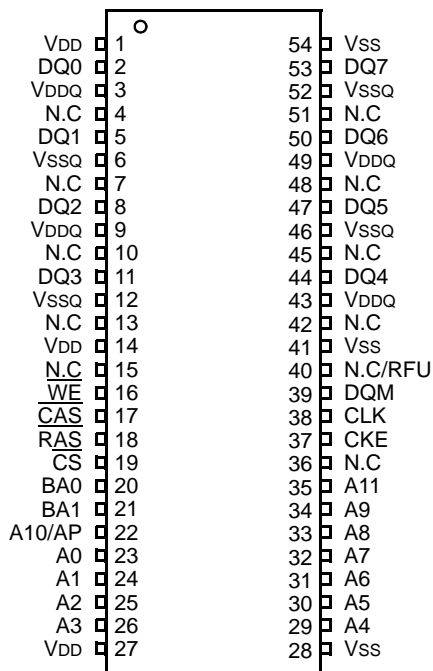 VDD 1 54 VSS
DQ0 2 53 DQ7
VDDQ 3 52 VSSQ
N.C 4 51 N.C
DQ1 5 50 DQ6
VSSQ 6 49 VDDQ
N.C 7 48 N.C
DQ2 8 47 DQ5
VDDQ 9 46 VSSQ
N.C 10 45 N.C
DQ3 11 44 DQ4
VSSQ 12 43 VDDQ
N.C 13 42 N.C
VDD 14 41 VSS
N.C 15 40 N.C/RFU
WE 16 39 DQM
CAS 17 38 CLK
RAS 18 37 CKE
CS 19 36 N.C
BA0 20 35 A11
BA1 21 34 A9
A10/AP 22 33 A8
A0 23 32 A7
A1 24 31 A6
A2 25 30 A5
A3 26 29 A4
VDD 27 28 VSS